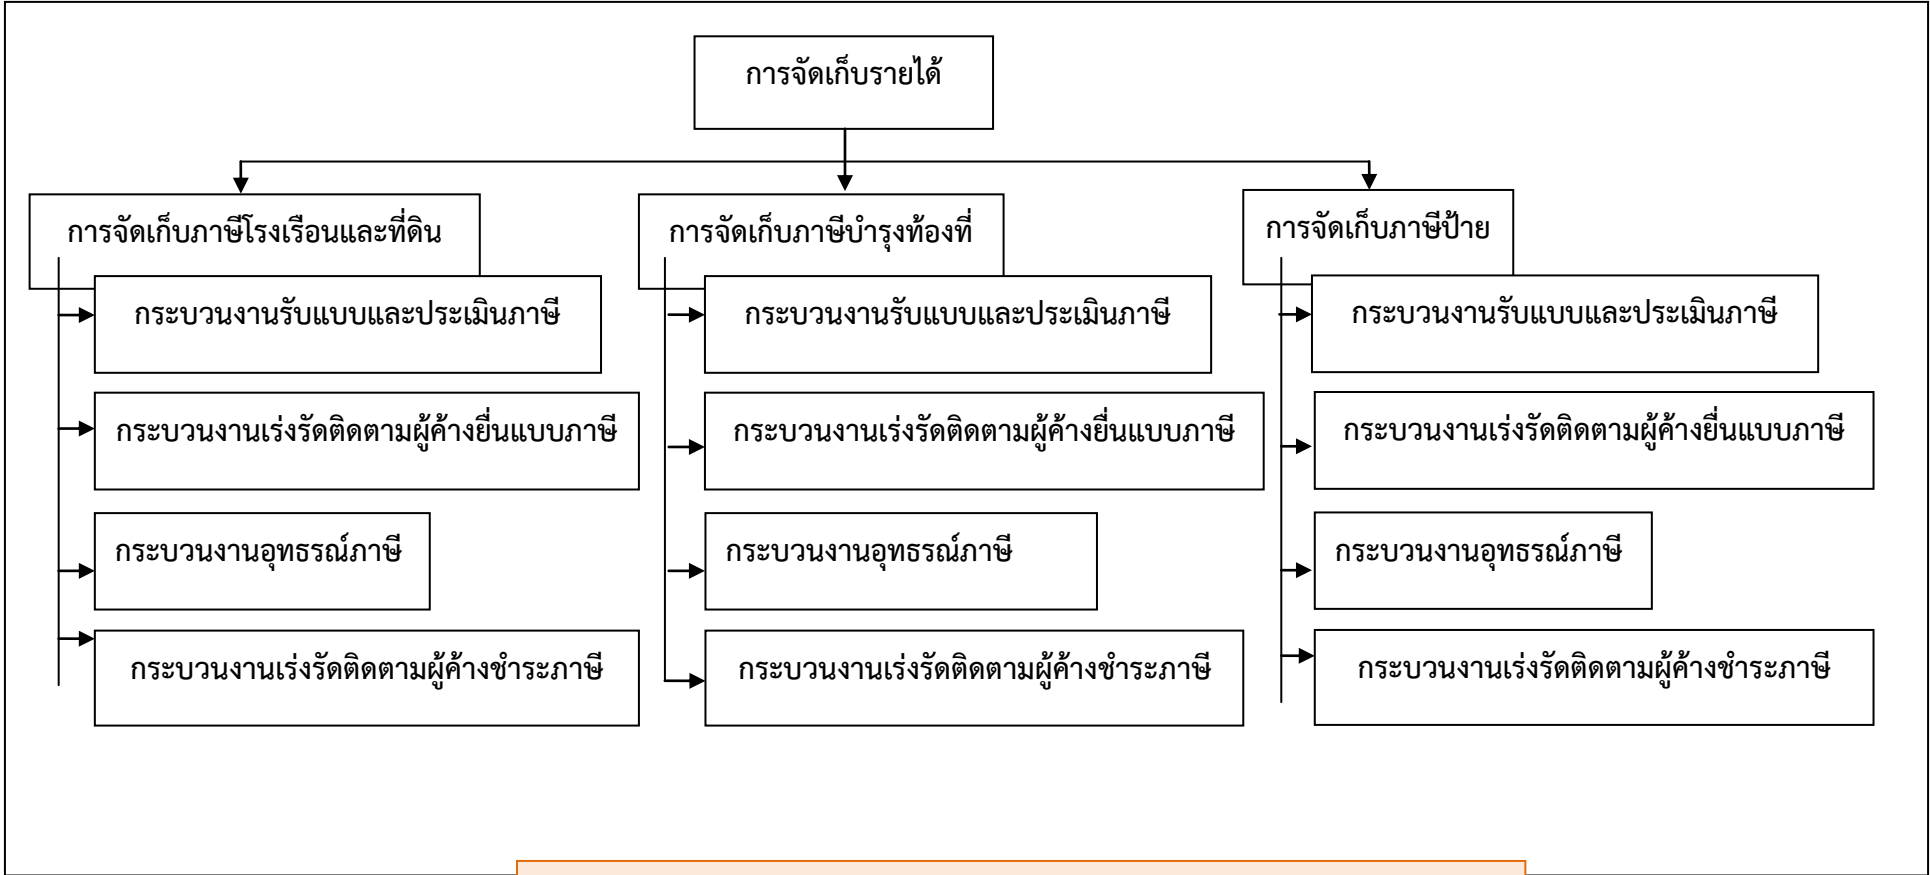 การจัดเก็บรายได้
การจัดเก็บภาษีโรงเรือนและที่ดิน
กระบวนงานรับแบบและประเมินภาษี
กระบวนงานเร่งรัดติดตามผู้ค้างยื่นแบบภาษี
กระบวนงานอุทธรณ์ภาษี
กระบวนงานเร่งรัดติดตามผู้ค้างชำระภาษี
การจัดเก็บภาษีบำรุงท้องที่
กระบวนงานรับแบบและประเมินภาษี
กระบวนงานเร่งรัดติดตามผู้ค้างยื่นแบบภาษี
กระบวนงานอุทธรณ์ภาษี
กระบวนงานเร่งรัดติดตามผู้ค้างชำระภาษี
การจัดเก็บภาษีป้าย
กระบวนงานรับแบบและประเมินภาษี
กระบวนงานเร่งรัดติดตามผู้ค้างยื่นแบบภาษี
กระบวนงานอุทธรณ์ภาษี
กระบวนงานเร่งรัดติดตามผู้ค้างชำระภาษี